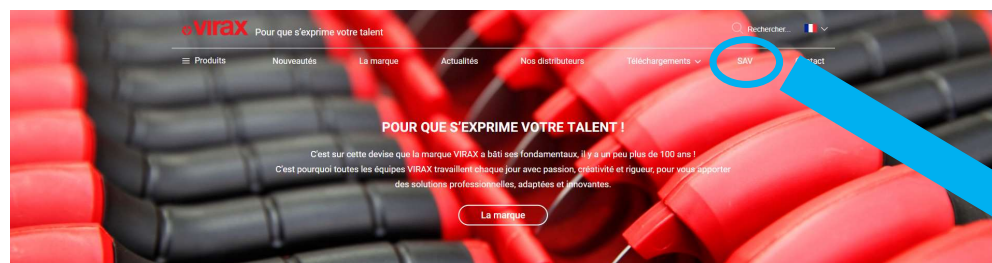 virax Pour que s'exprime votre talent
Rechercher...
Produits Nouveautés La marque Actualités Nos distributeurs Téléchargements SAV Contact
POUR QUE S'EXPRIME VOTRE TALENT !
C'est sur cette devise que la marque VIRAX a bâti ses fondamentaux, il y a un peu plus de 100 ans !
C'est pourquoi toutes les équipes VIRAX travaillent chaque jour avec passion, créativité et rigueur, pour vous apporter
des solutions professionnelles, adaptées et innovantes.
La marque